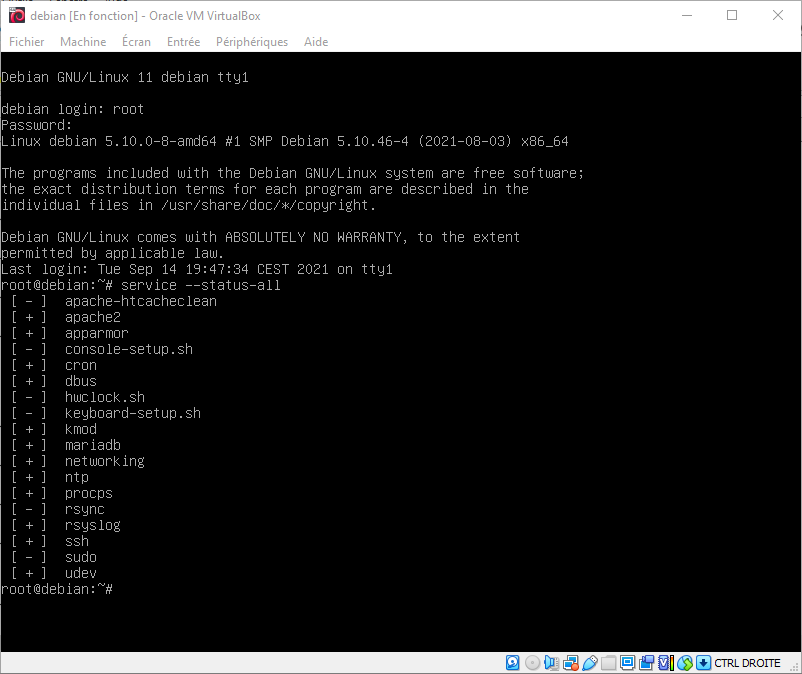 debian [En fonction] - Oracle VM VirtualBox
Fichier Machine Écran Entrée Périphériques Aide
Debian GNU/Linux 11 debian tty1
debian login: root
Password:
Linux debian 5.10.0-8-amd64 #1 SMP Debian 5.10.46-4 (2021-08-03) x86_64
The programs included with the Debian GNU/Linux system are free software;
the exact distribution terms for each program are described in the
individual files in /usr/share/doc/*/copyright.
Debian GNU/Linux comes with ABSOLUTELY NO WARRANTY, to the extent
permitted by applicable law.
Last login: Tue Sep 14 19:47:34 CEST 2021 on tty1
root@debian:~# service --status-all
[ - ] apache-htcacheclean
[ + ] apache2
[ + ] apparmor
[ - ] console-setup.sh
[ + ] cron
[ + ] dbus
[ - ] hwclock.sh
[ - ] keyboard-setup.sh
[ + ] kmod
[ + ] mariadb
[ + ] networking
[ + ] ntp
[ + ] procps
[ - ] rsync
[ + ] rsyslog
[ + ] ssh
[ - ] sudo
[ + ] udev
root@debian:~#
CTRL DROITE